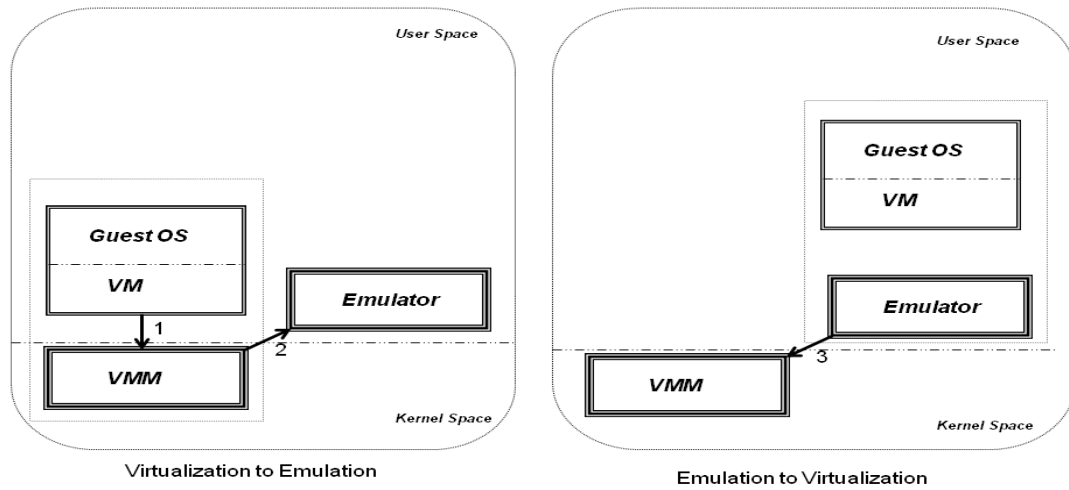 User Space
Guest OS
VM
Emulator
1
2
VMM
Kernel Space
Virtualization to Emulation
User Space
Guest OS
VM
Emulator
3
VMM
Kernel Space
Emulation to Virtualization